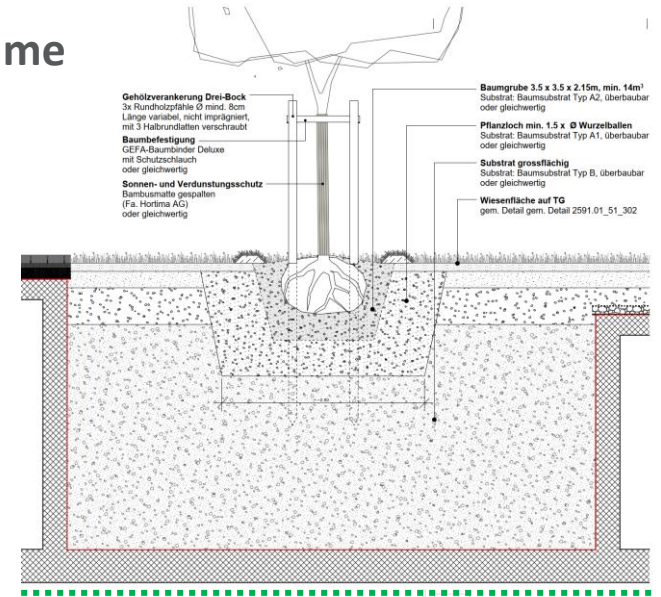 me
Gehölzverankerung Drei-Bock
3x Rundholzpfähle Ø mind. 8cm
Länge variabel, nicht imprägniert,
mit 3 Halbrundlatten verschraubt
Baumbefestigung
GEFA-Baumbinder Deluxe
mit Schutzschlauch
oder gleichwertig
Sonnen- und Verdunstungsschutz
Bambusmatte gespalten
(Fa. Hortima AG)
oder gleichwertig
Baumgrube 3.5 x 3.5 x 2.15m, min. 14m³
Substrat: Baumsubstrat Typ A2, überbaubar
oder gleichwertig
Pflanzloch min. 1.5 x Ø Wurzelballen
Substrat: Baumsubstrat Typ A1, überbaubar
oder gleichwertig
Substrat grossflächig
Substrat: Baumsubstrat Typ B, überbaubar
oder gleichwertig
Wiesenfläche auf TG
gem. Detail gem. Detail 2591.01_51_302